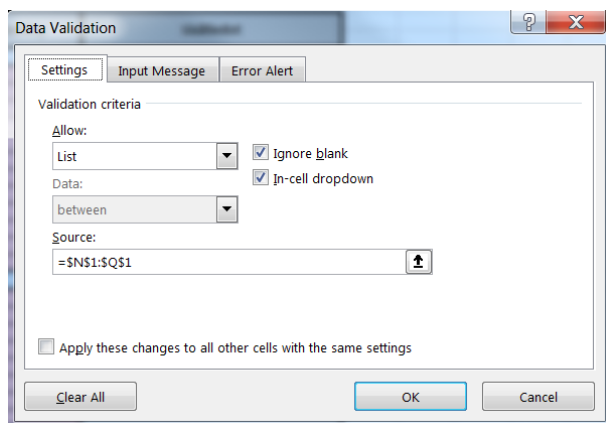 Data Validation
Settings Input Message Error Alert
Validation criteria
Allow:
List
Ignore blank
In-cell dropdown
Data:
between
Source:
=$N$1:$Q$1
Apply these changes to all other cells with the same settings
Clear All OK Cancel